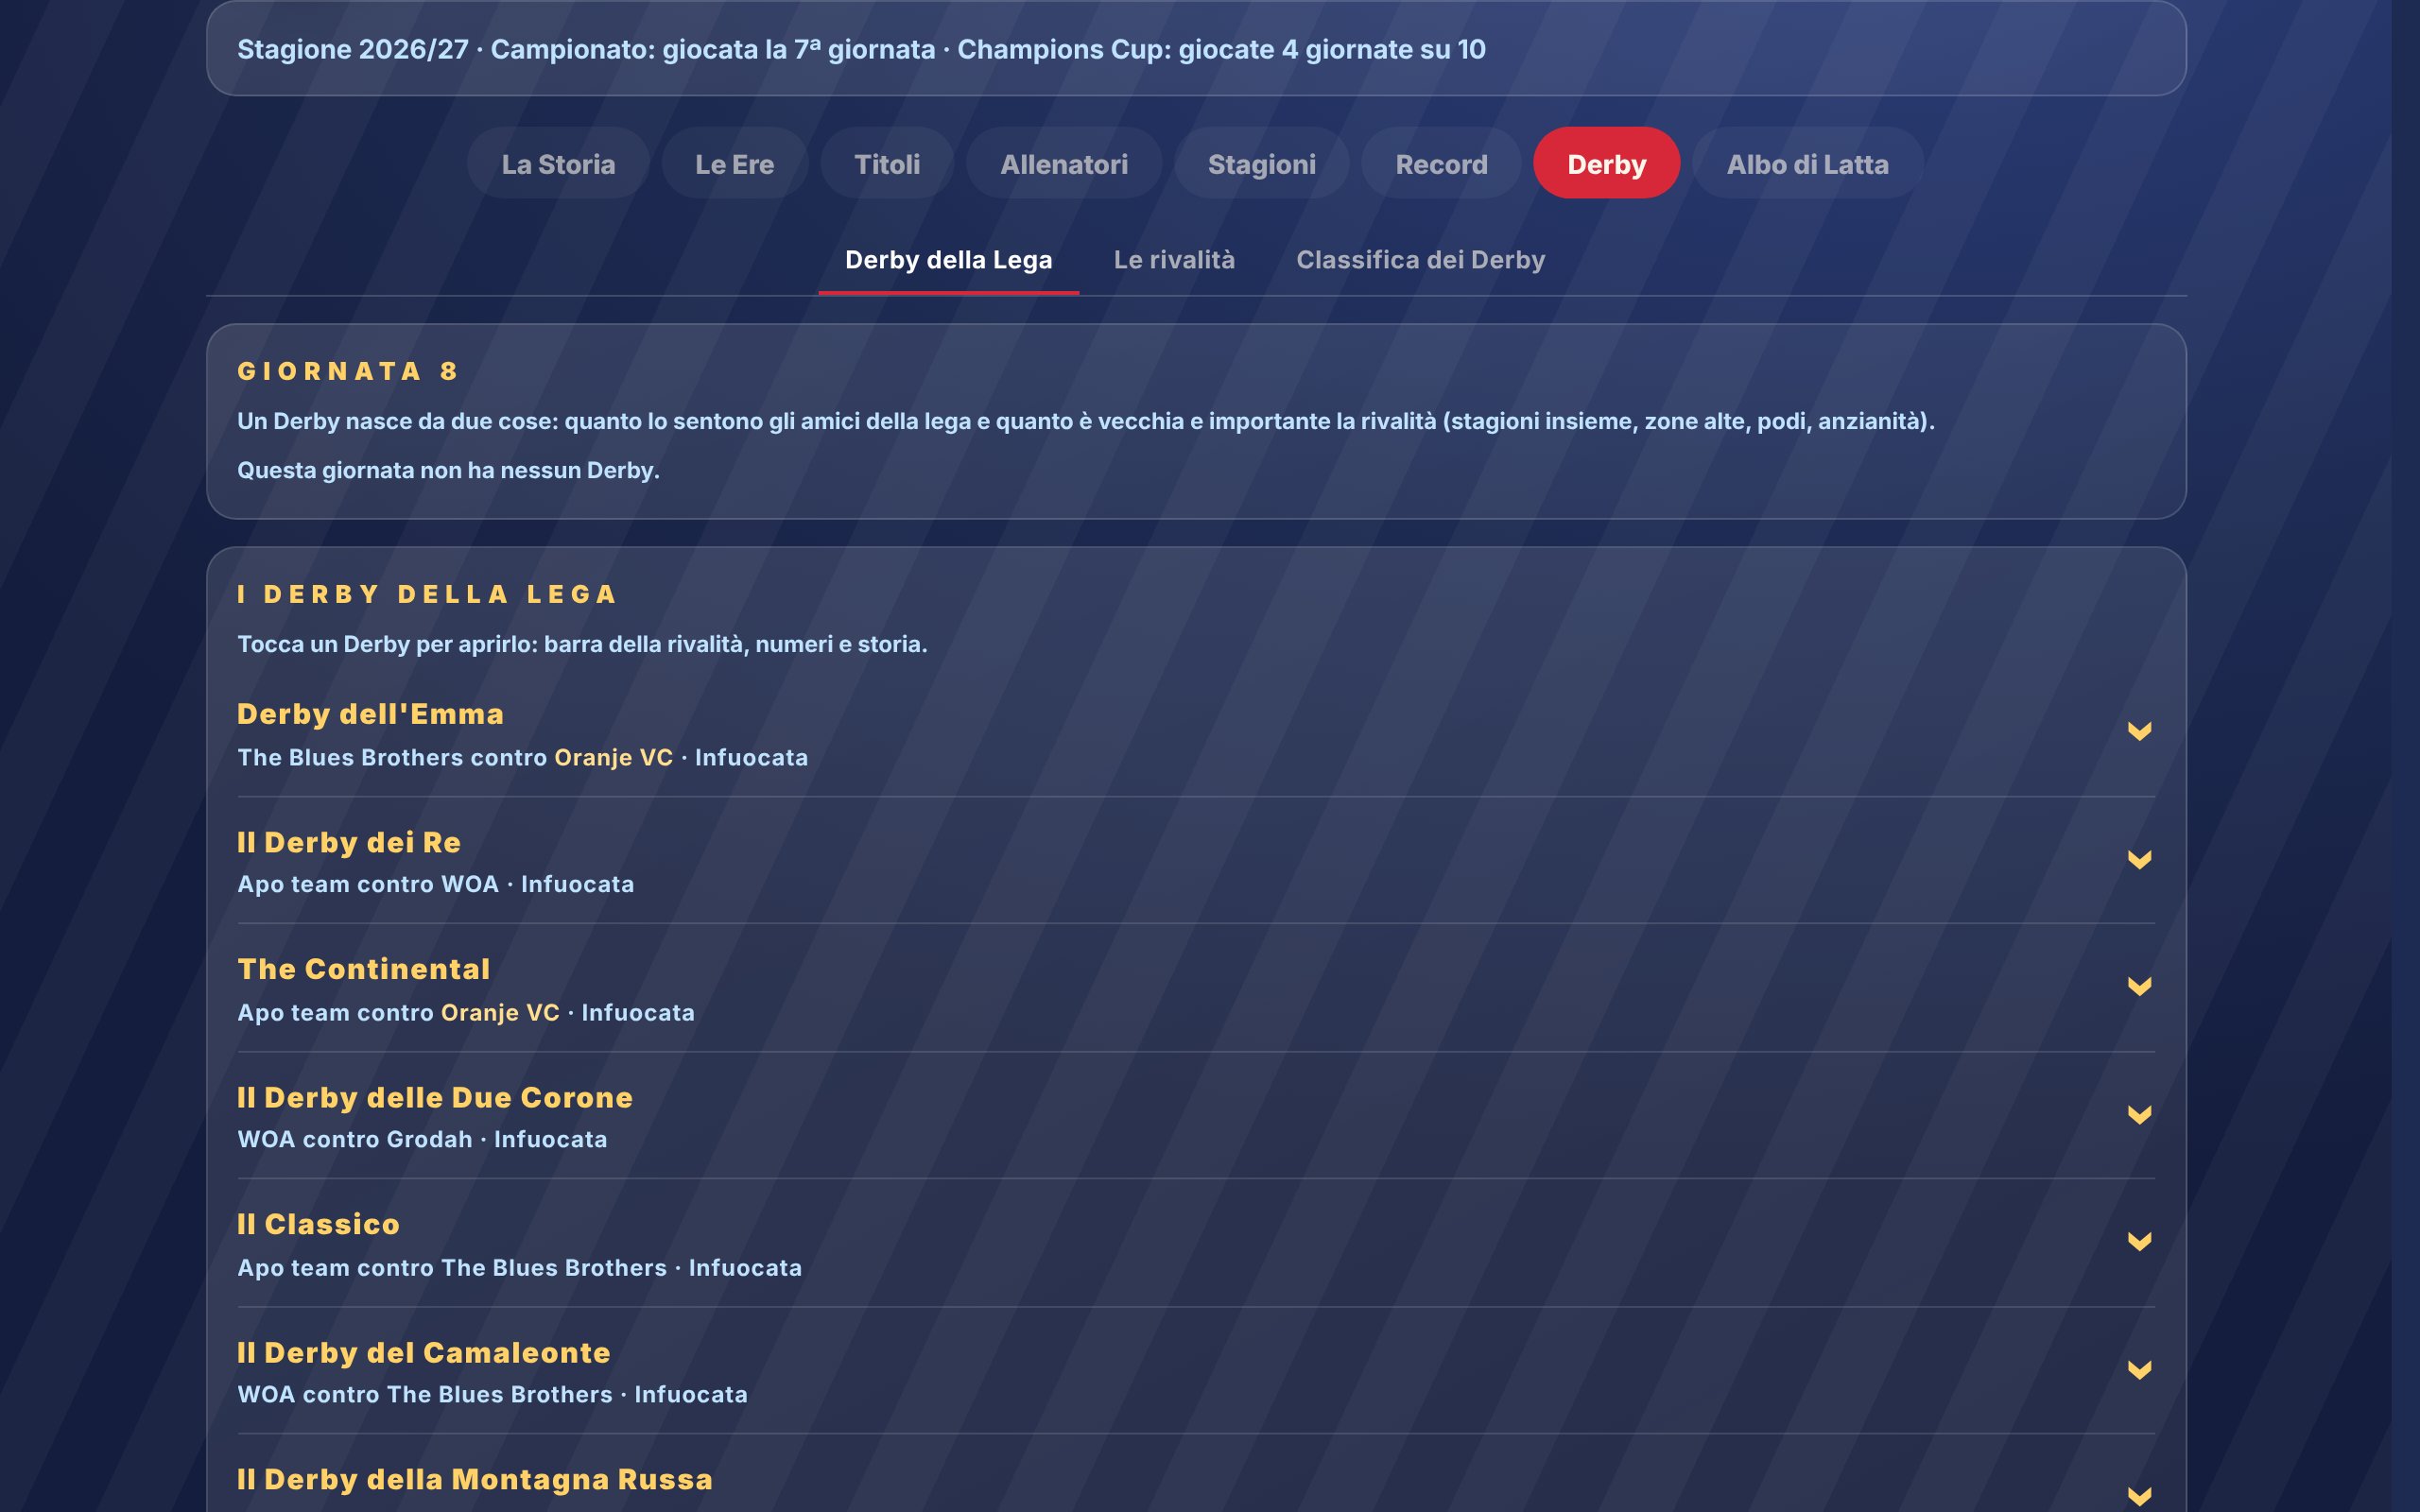 Stagione 2026/27 · Campionato: giocata la 7ª giornata · Champions Cup: giocate 4 giornate su 10
La Storia Le Ere Titoli Allenatori Stagioni Record Derby Albo di Latta
Derby della Lega Le rivalità Classifica dei Derby
GIORNATA 8
Un Derby nasce da due cose: quanto lo sentono gli amici della lega e quanto è vecchia e importante la rivalità (stagioni insieme, zone alte, podi, anzianità).
Questa giornata non ha nessun Derby.
I DERBY DELLA LEGA
Tocca un Derby per aprirlo: barra della rivalità, numeri e storia.
Derby dell'Emma
The Blues Brothers contro Oranje VC · Infuocata
Il Derby dei Re
Apo team contro WOA · Infuocata
The Continental
Apo team contro Oranje VC · Infuocata
Il Derby delle Due Corone
WOA contro Grodah · Infuocata
Il Classico
Apo team contro The Blues Brothers · Infuocata
Il Derby del Camaleonte
WOA contro The Blues Brothers · Infuocata
Il Derby della Montagna Russa